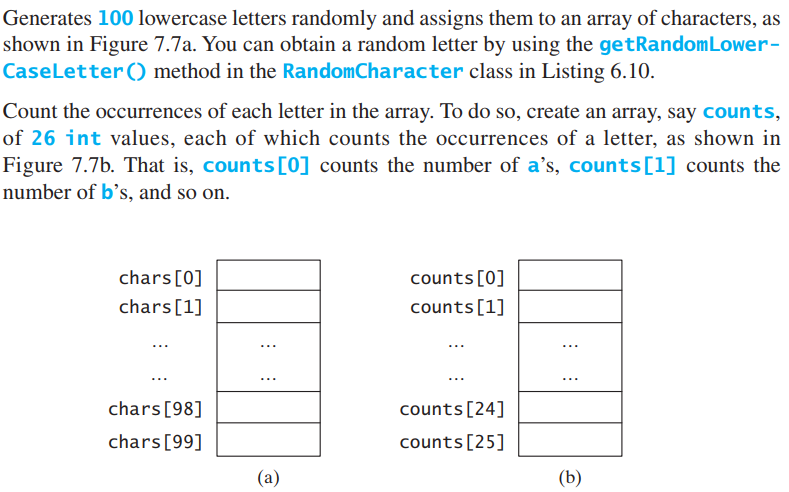 Generates 100 lowercase letters randomly and assigns them to an array of characters, as
shown in Figure 7.7a. You can obtain a random letter by using the getRandomLower-
CaseLetter() method in the RandomCharacter class in Listing 6.10.
Count the occurrences of each letter in the array. To do so, create an array, say counts,
of 26 int values, each of which counts the occurrences of a letter, as shown in
Figure 7.7b. That is, counts[0] counts the number of a's, counts[1] counts the
number of b's, and so on.
chars[0]
chars[1]
... ...
... ...
chars[98]
chars[99]
(a)
counts[0]
counts[1]
... ...
... ...
counts[24]
counts[25]
(b)